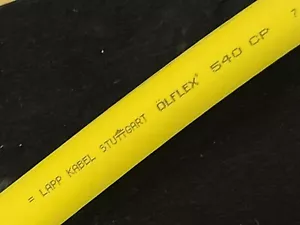 = LAPP KABEL STUTTGART ÖLFLEX® 540 CP